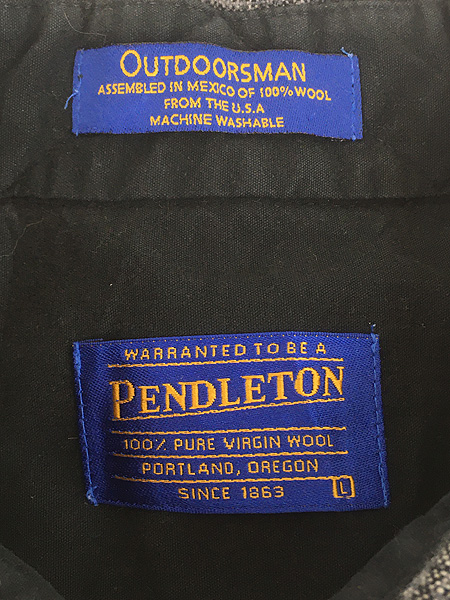 OUTDOORSMAN
ASSEMBLED IN MEXICO OF 100% WOOL
FROM THE U.S.A
MACHINE WASHABLE
WARRANTED TO BE A
PENDLETON
100% PURE VIRGIN WOOL
PORTLAND, OREGON
SINCE 1863 L